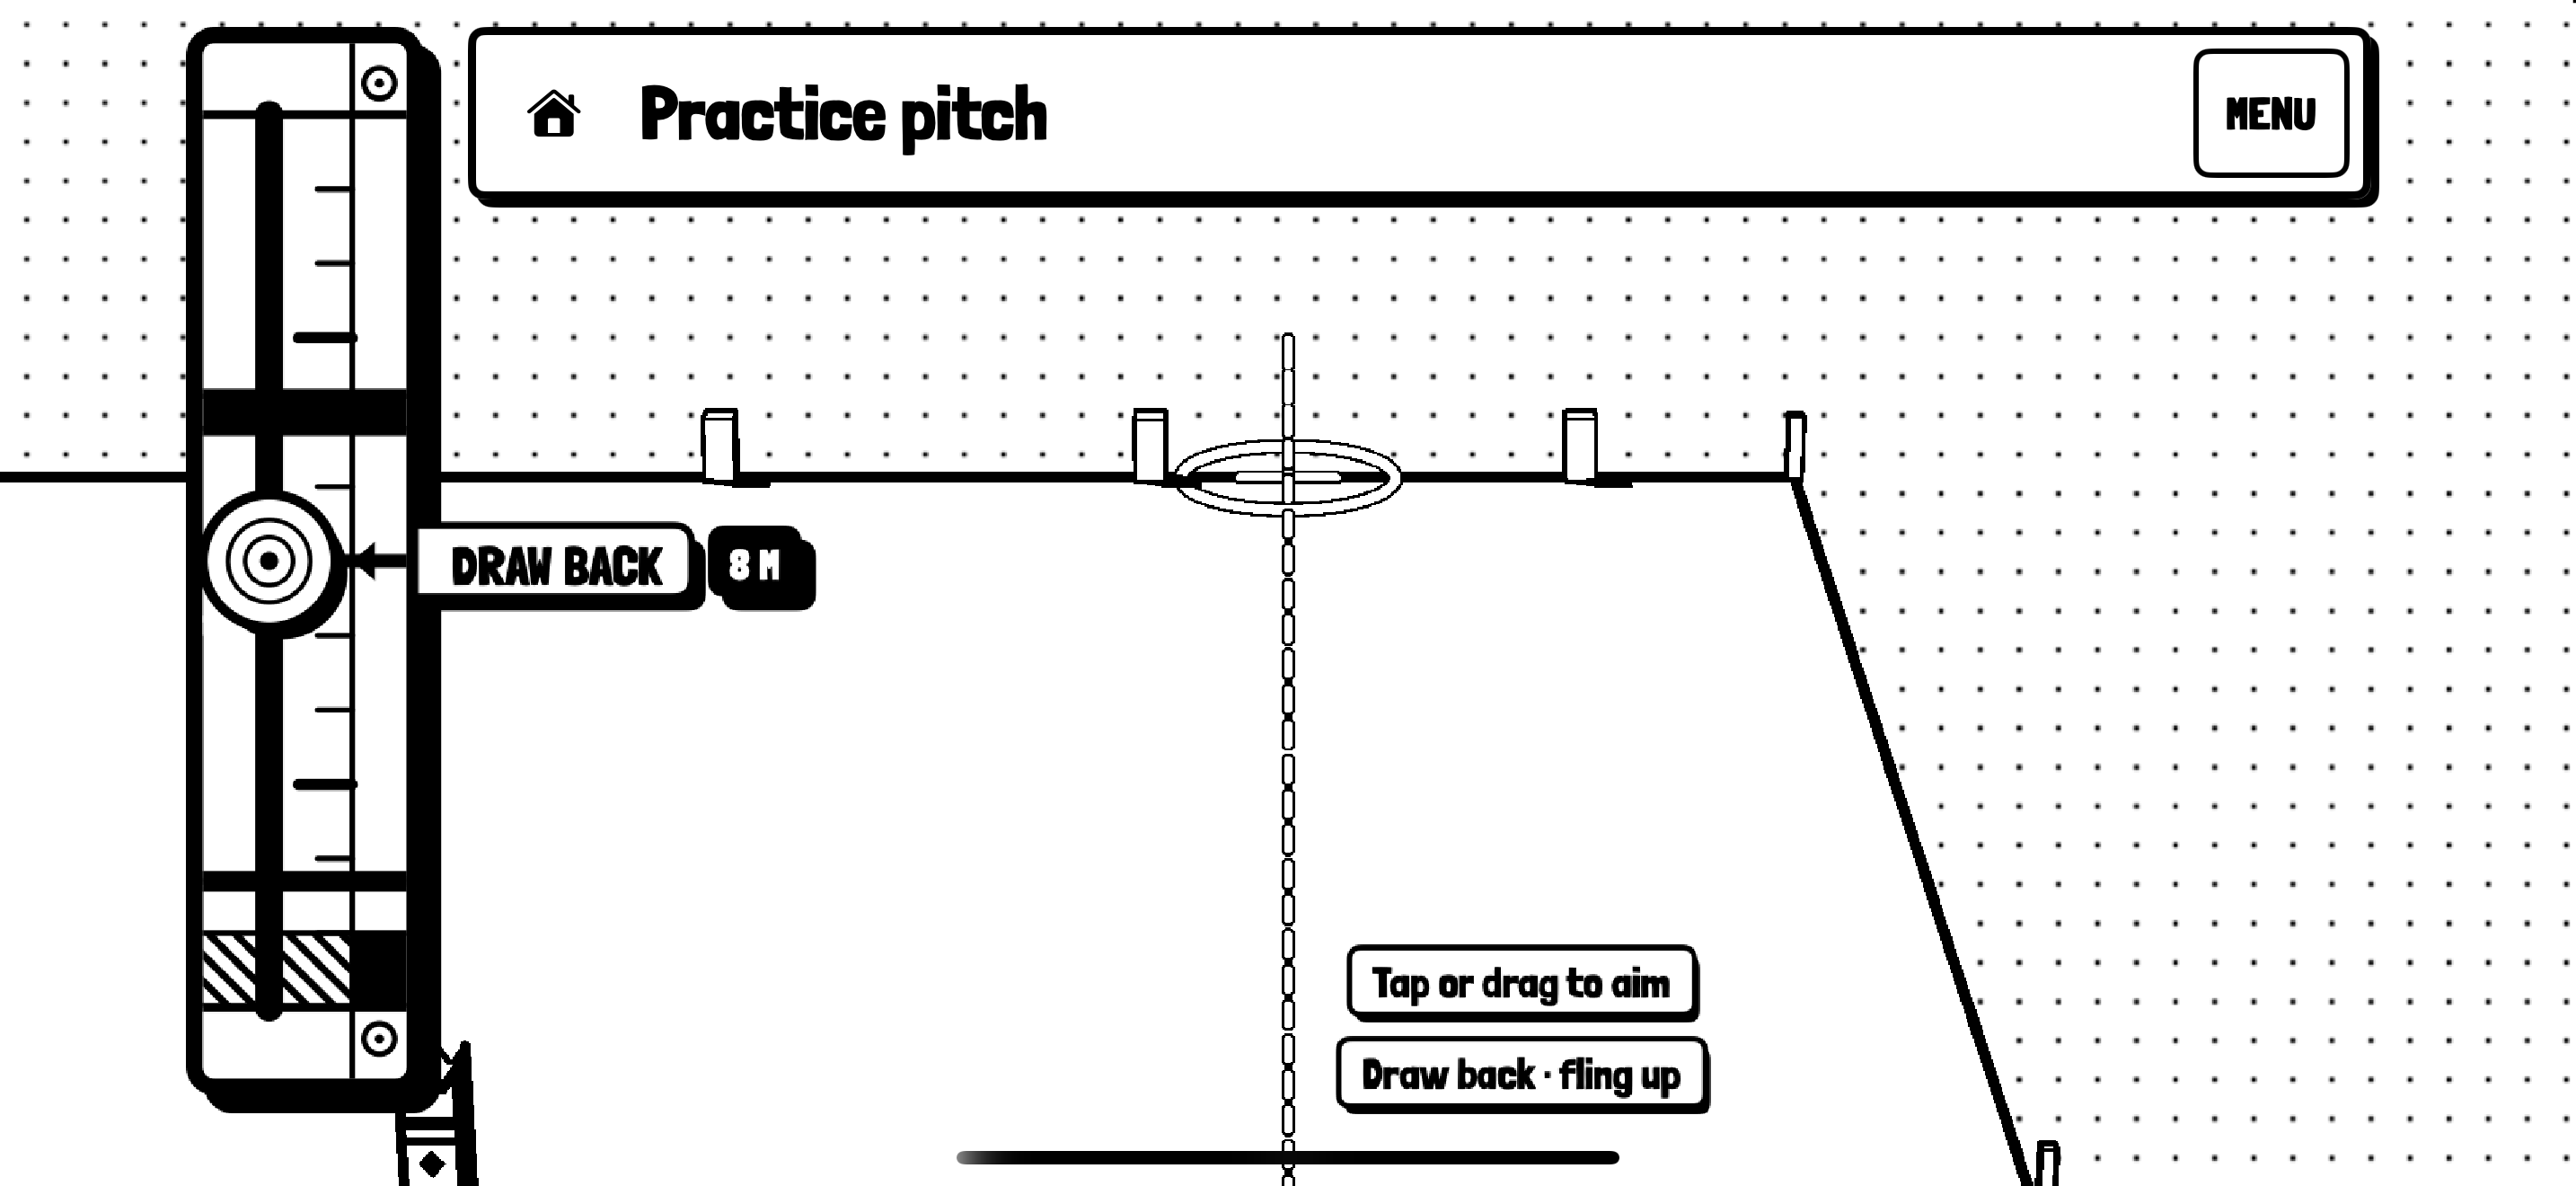 Practice pitch
MENU
DRAW BACK
8 M
Tap or drag to aim
Draw back · fling up